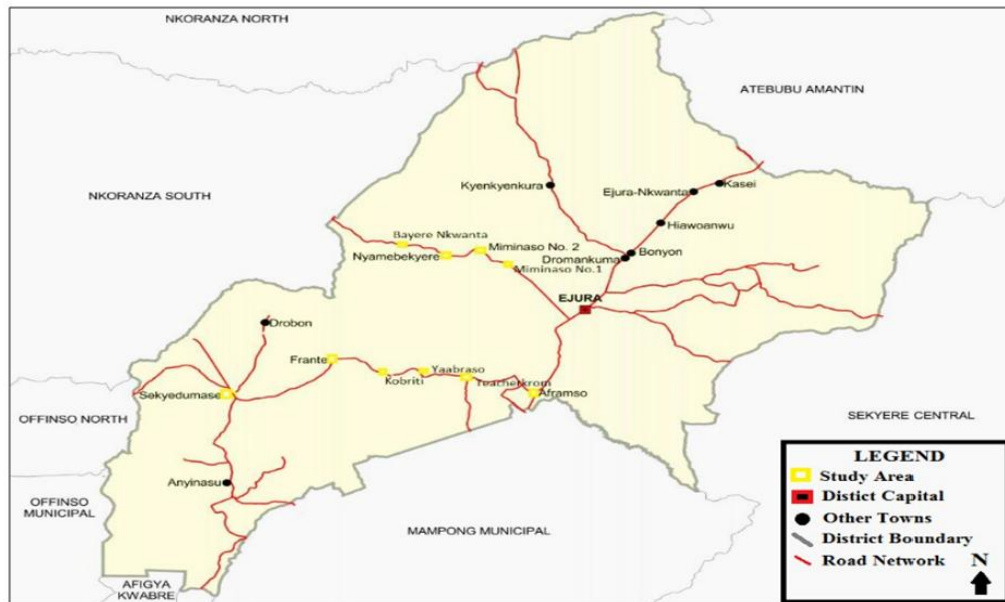 NKORANZA NORTH
ATEBUBU AMANTIN
NKORANZA SOUTH
Kyenkyenkura
Ejura-Nkwanta
Kasei
Hiawoanwu
Bayere Nkwanta
Nyamebekyere
Miminaso No. 2
Miminaso No.1
Bonyon
Dromankuma
EJURA
Drobon
Frante
Kobriti
Yaabraso
Teacherkrom
Aframso
Sekyedumase
OFFINSO NORTH
SEKYERE CENTRAL
Anyinasu
OFFINSO
MUNICIPAL
MAMPONG MUNICIPAL
AFIGYA
KWABRE
LEGEND
Study Area
Distict Capital
Other Towns
District Boundary
Road Network
N